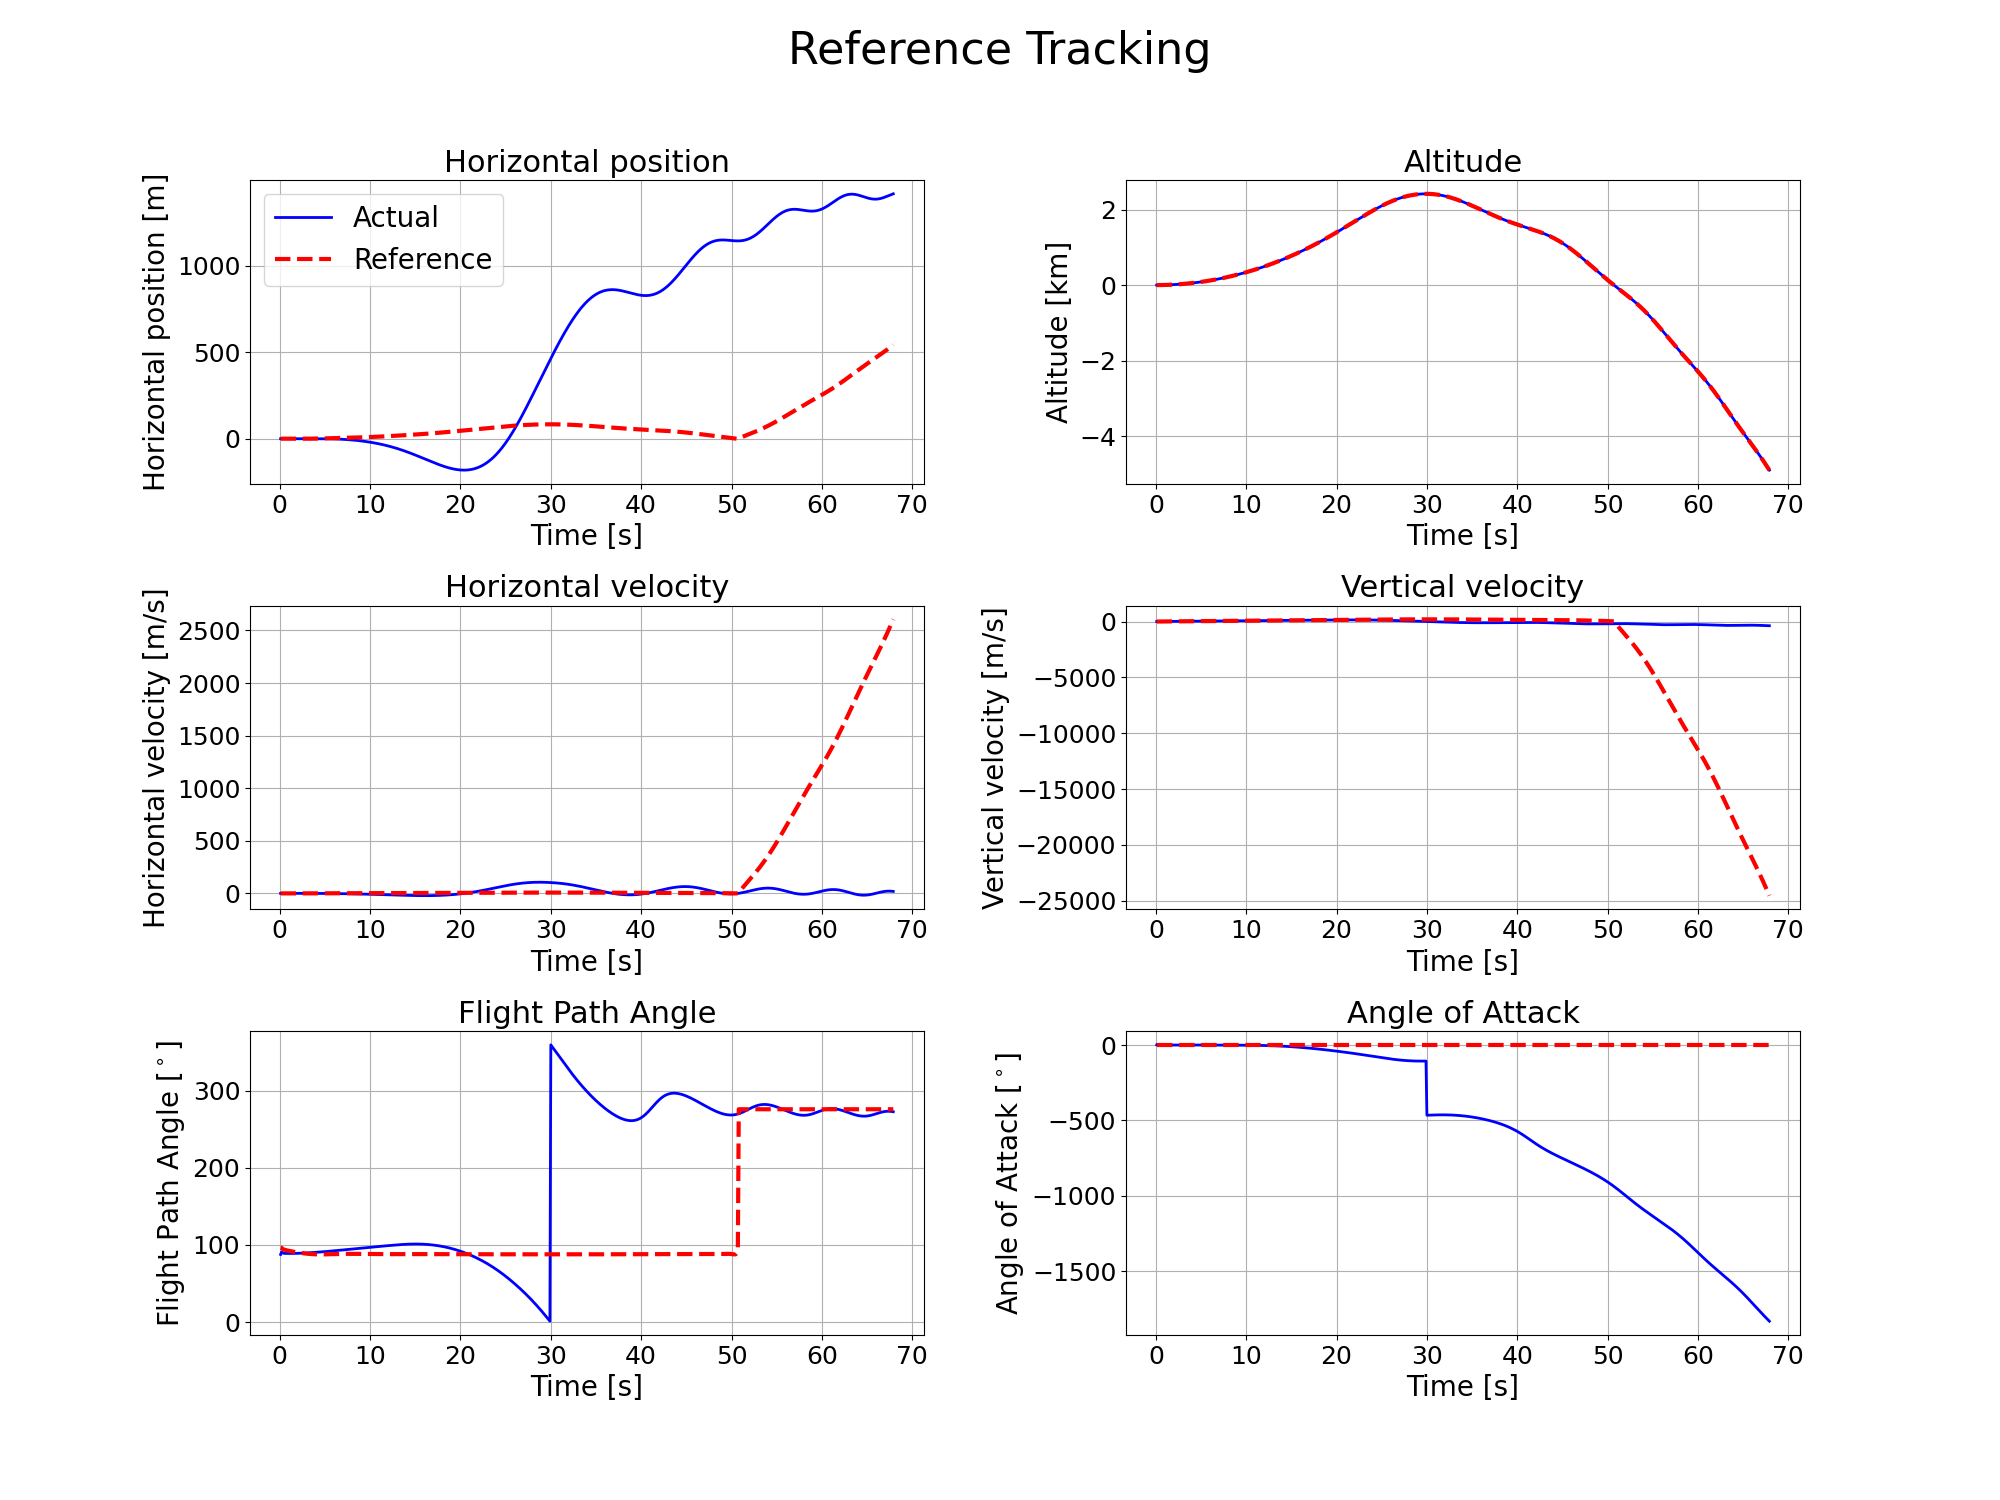 Reference Tracking
Horizontal position
Horizontal position [m]
1000
500
0
Actual
Reference
0 10 20 30 40 50 60 70
Time [s]
Altitude
Altitude [km]
2
0
−2
−4
0 10 20 30 40 50 60 70
Time [s]
Horizontal velocity
Horizontal velocity [m/s]
2500
2000
1500
1000
500
0
0 10 20 30 40 50 60 70
Time [s]
Vertical velocity
Vertical velocity [m/s]
0
−5000
−10000
−15000
−20000
−25000
0 10 20 30 40 50 60 70
Time [s]
Flight Path Angle
Flight Path Angle [°]
300
200
100
0
0 10 20 30 40 50 60 70
Time [s]
Angle of Attack
Angle of Attack [°]
0
−500
−1000
−1500
0 10 20 30 40 50 60 70
Time [s]